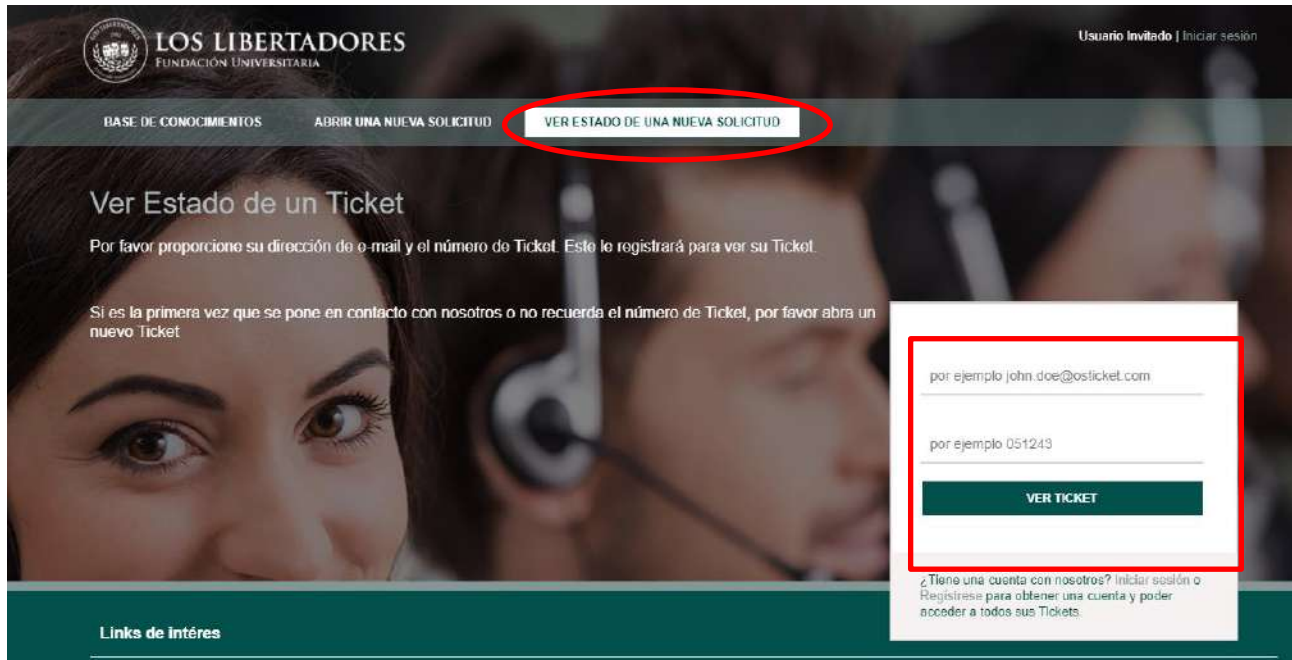 LOS LIBERTADORES
FUNDACIÓN UNIVERSITARIA
Usuario Invitado | Iniciar sesión
BASE DE CONOCIMIENTOS ABRIR UNA NUEVA SOLICITUD VER ESTADO DE UNA NUEVA SOLICITUD
Ver Estado de un Ticket
Por favor proporcione su dirección de e-mail y el número de Ticket. Este le registrará para ver su Ticket.
Si es la primera vez que se pone en contacto con nosotros o no recuerda el número de Ticket, por favor abra un
nuevo Ticket
por ejemplo john.doe@osticket.com
por ejemplo 051243
VER TICKET
¿Tiene una cuenta con nosotros? Iniciar sesión o
Regístrese para obtener una cuenta y poder
acceder a todos sus Tickets.
Links de intéres